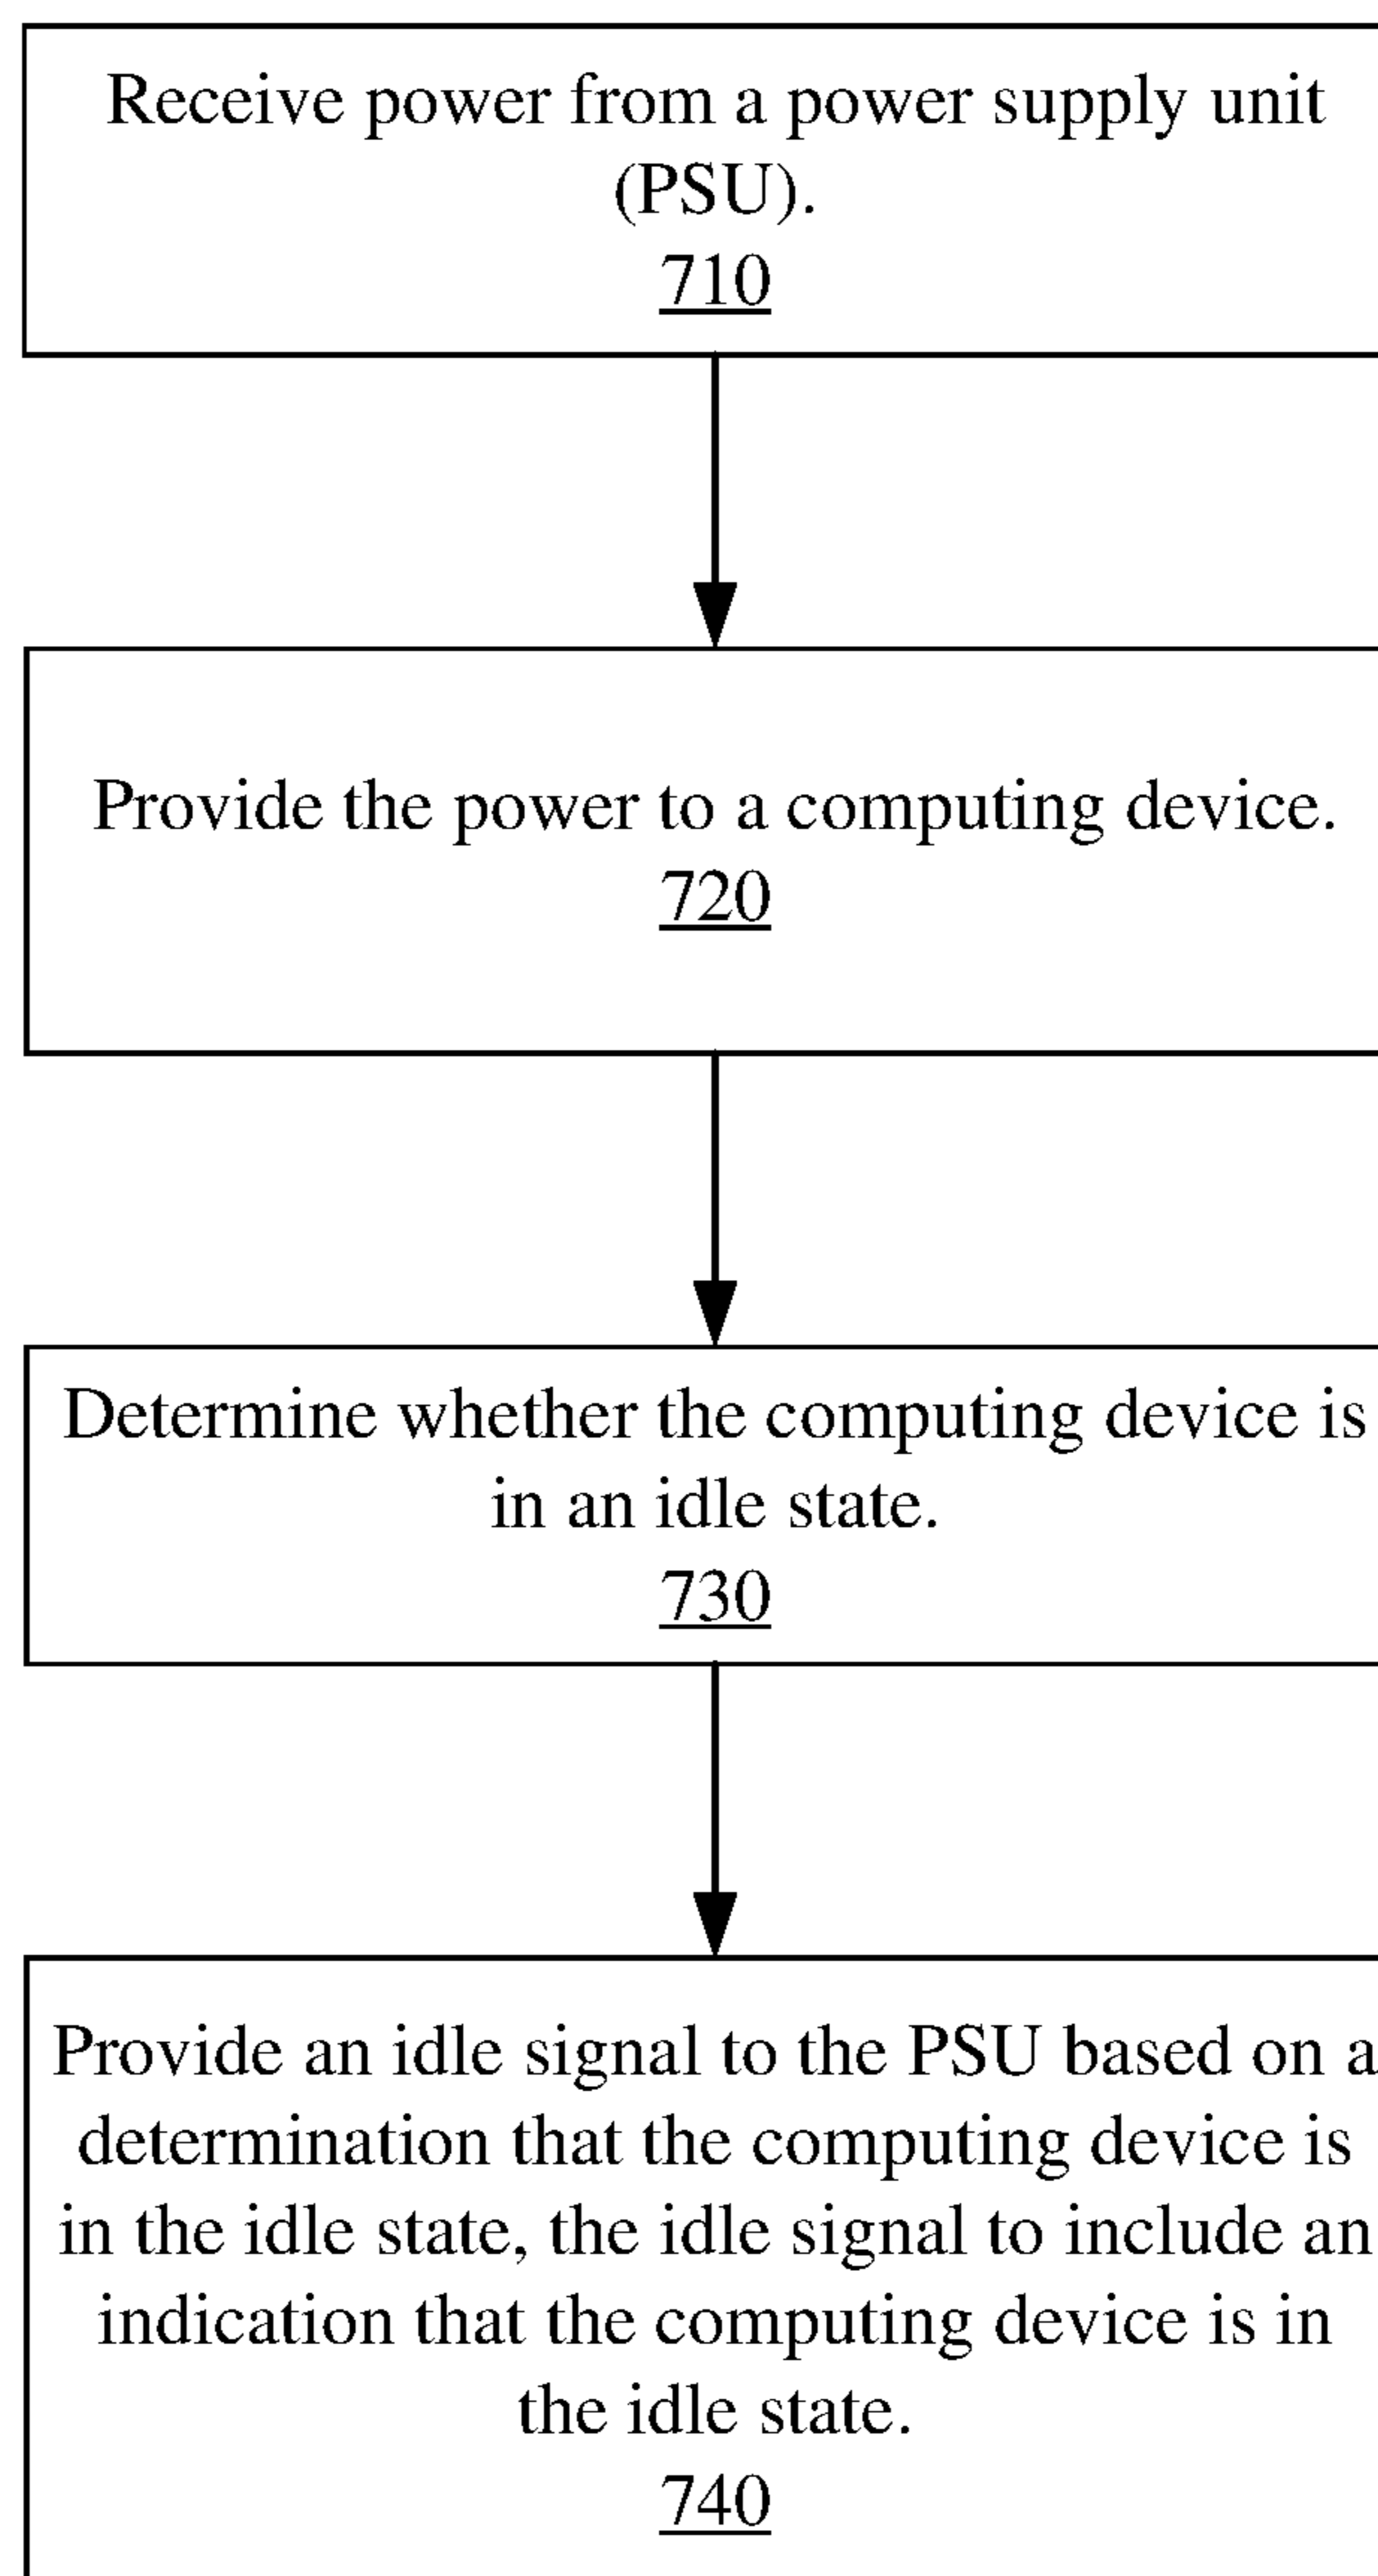 Receive power from a power supply unit
(PSU).
710
Provide the power to a computing device.
720
Determine whether the computing device is
in an idle state.
730
Provide an idle signal to the PSU based on a
determination that the computing device is
in the idle state, the idle signal to include an
indication that the computing device is in
the idle state.
740